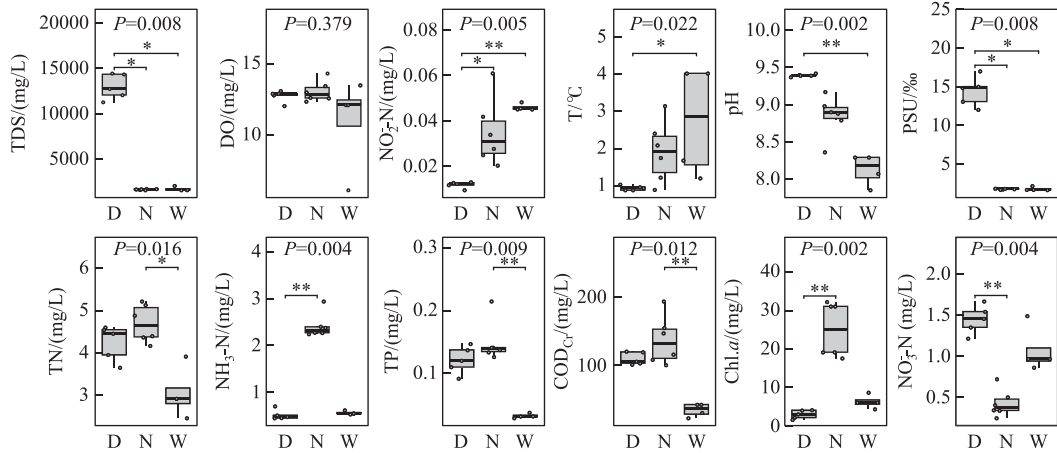 P=0.008
TDS/(mg/L)
20000
15000
10000
5000
0
* *
D N W
P=0.379
DO/(mg/L)
13
12
D N W
P=0.005
NO₂⁻-N/(mg/L)
0.06
0.04
0.02
** *
D N W
P=0.022
T/℃
5
4
3
2
1
*
D N W
P=0.002
pH
10.0
9.5
9.0
8.5
8.0
**
D N W
P=0.008
PSU/‰
25
20
15
10
5
* *
D N W
P=0.016
TN/(mg/L)
6
5
4
3
*
D N W
P=0.004
NH₃-N/(mg/L)
4
3
2
1
0
**
D N W
P=0.009
TP/(mg/L)
0.3
0.2
0.1
**
D N W
P=0.012
COD_Cr/(mg/L)
200
100
**
D N W
P=0.002
Chl.a/(mg/L)
40
30
20
10
0
**
D N W
P=0.004
NO₃-N (mg/L)
2.0
1.5
1.0
0.5
**
D N W